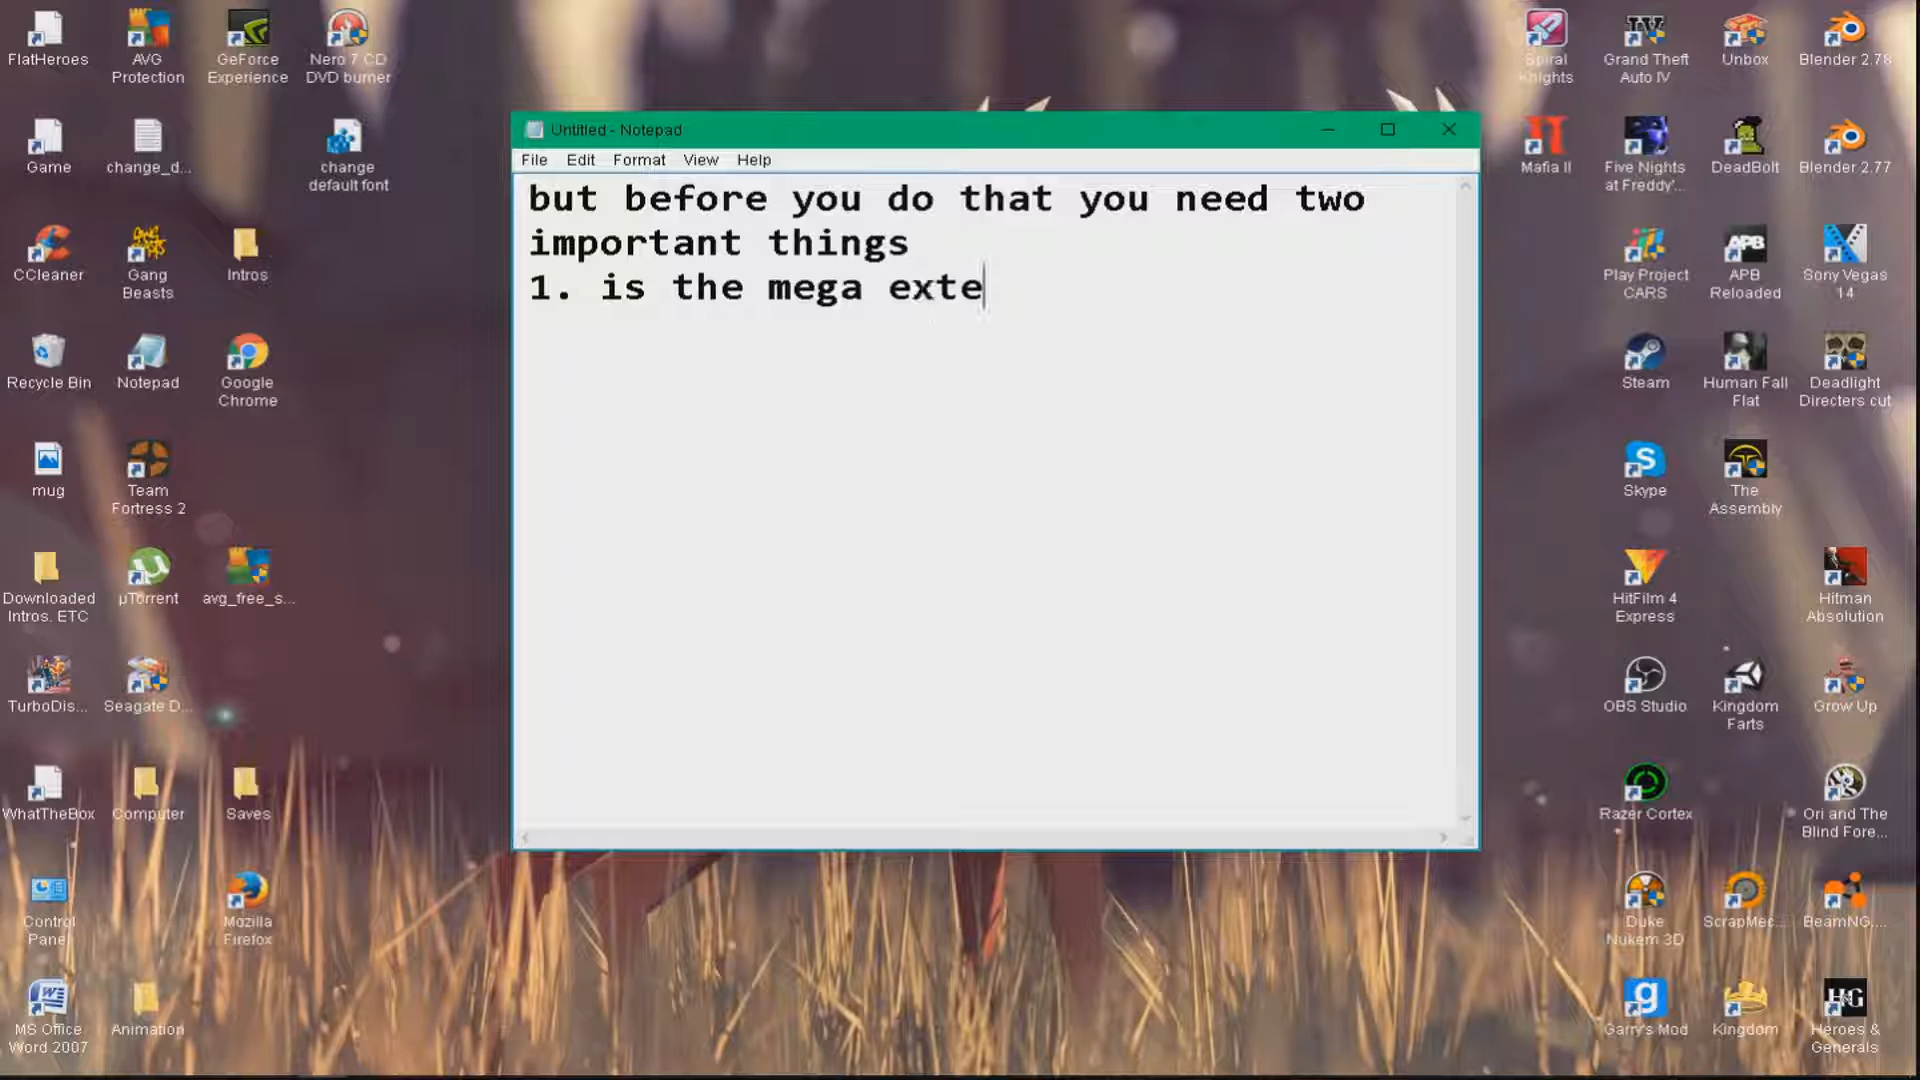 FlatHeroes
AVG Protection
GeForce Experience
Nero 7 CD DVD burner
Game
change_d...
change default font
CCleaner
Gang Beasts
Intros
Recycle Bin
Notepad
Google Chrome
mug
Team Fortress 2
Downloaded Intros. ETC
µTorrent
avg_free_s...
TurboDis...
Seagate D...
WhatTheBox
Computer
Saves
Control Panel
Mozilla Firefox
MS Office Word 2007
Animation
Untitled - Notepad
File Edit Format View Help
but before you do that you need two
important things
1. is the mega exte
Spiral Knights
Grand Theft Auto IV
Unbox
Blender 2.78
Mafia II
Five Nights at Freddy'...
DeadBolt
Blender 2.77
Play Project CARS
APB Reloaded
Sony Vegas 14
Steam
Human Fall Flat
Deadlight Directers cut
Skype
The Assembly
HitFilm 4 Express
Hitman Absolution
OBS Studio
Kingdom Farts
Grow Up
Razer Cortex
Ori and The Blind Fore...
Duke Nukem 3D
ScrapMec...
BeamNG....
Garry's Mod
Kingdom
Heroes & Generals